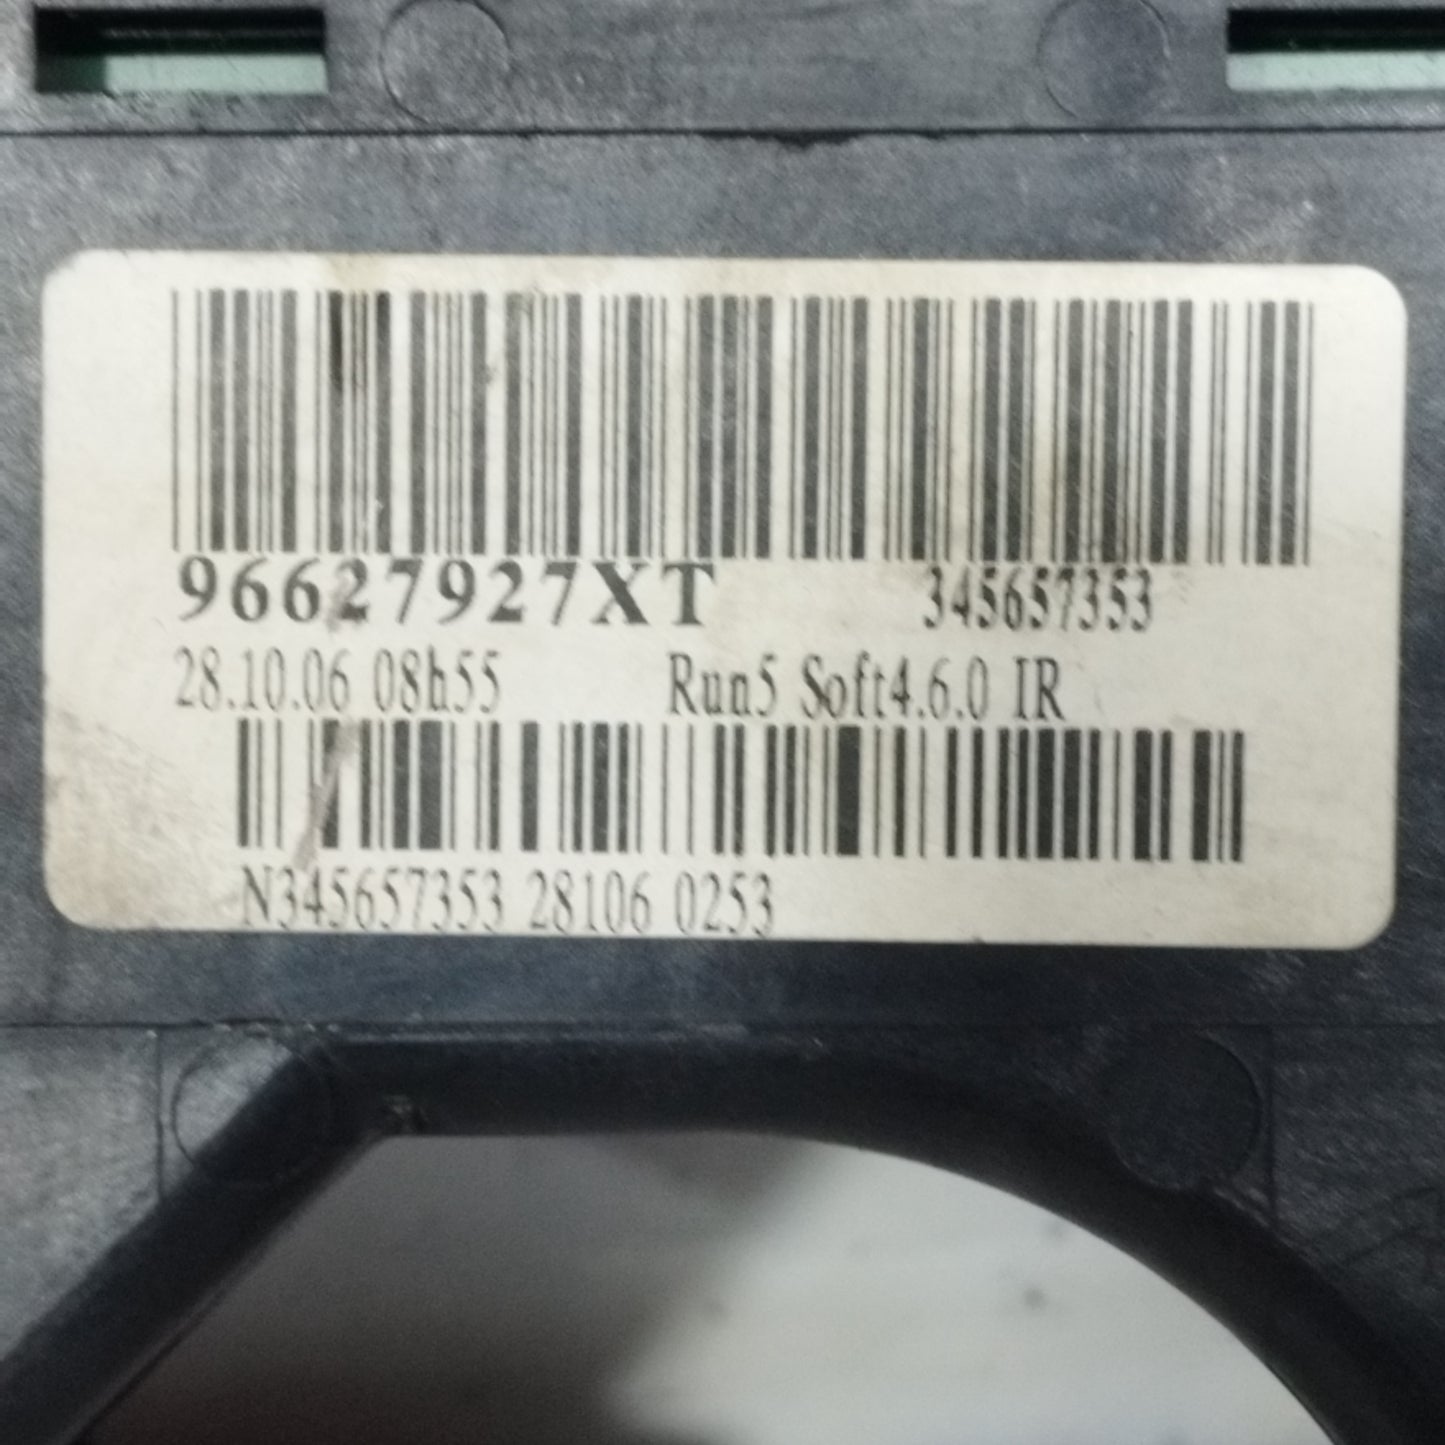 96627927XT 345657353
28.10.06 08h55 Run5 Soft4.6.0 IR
N345657353 28106 0253